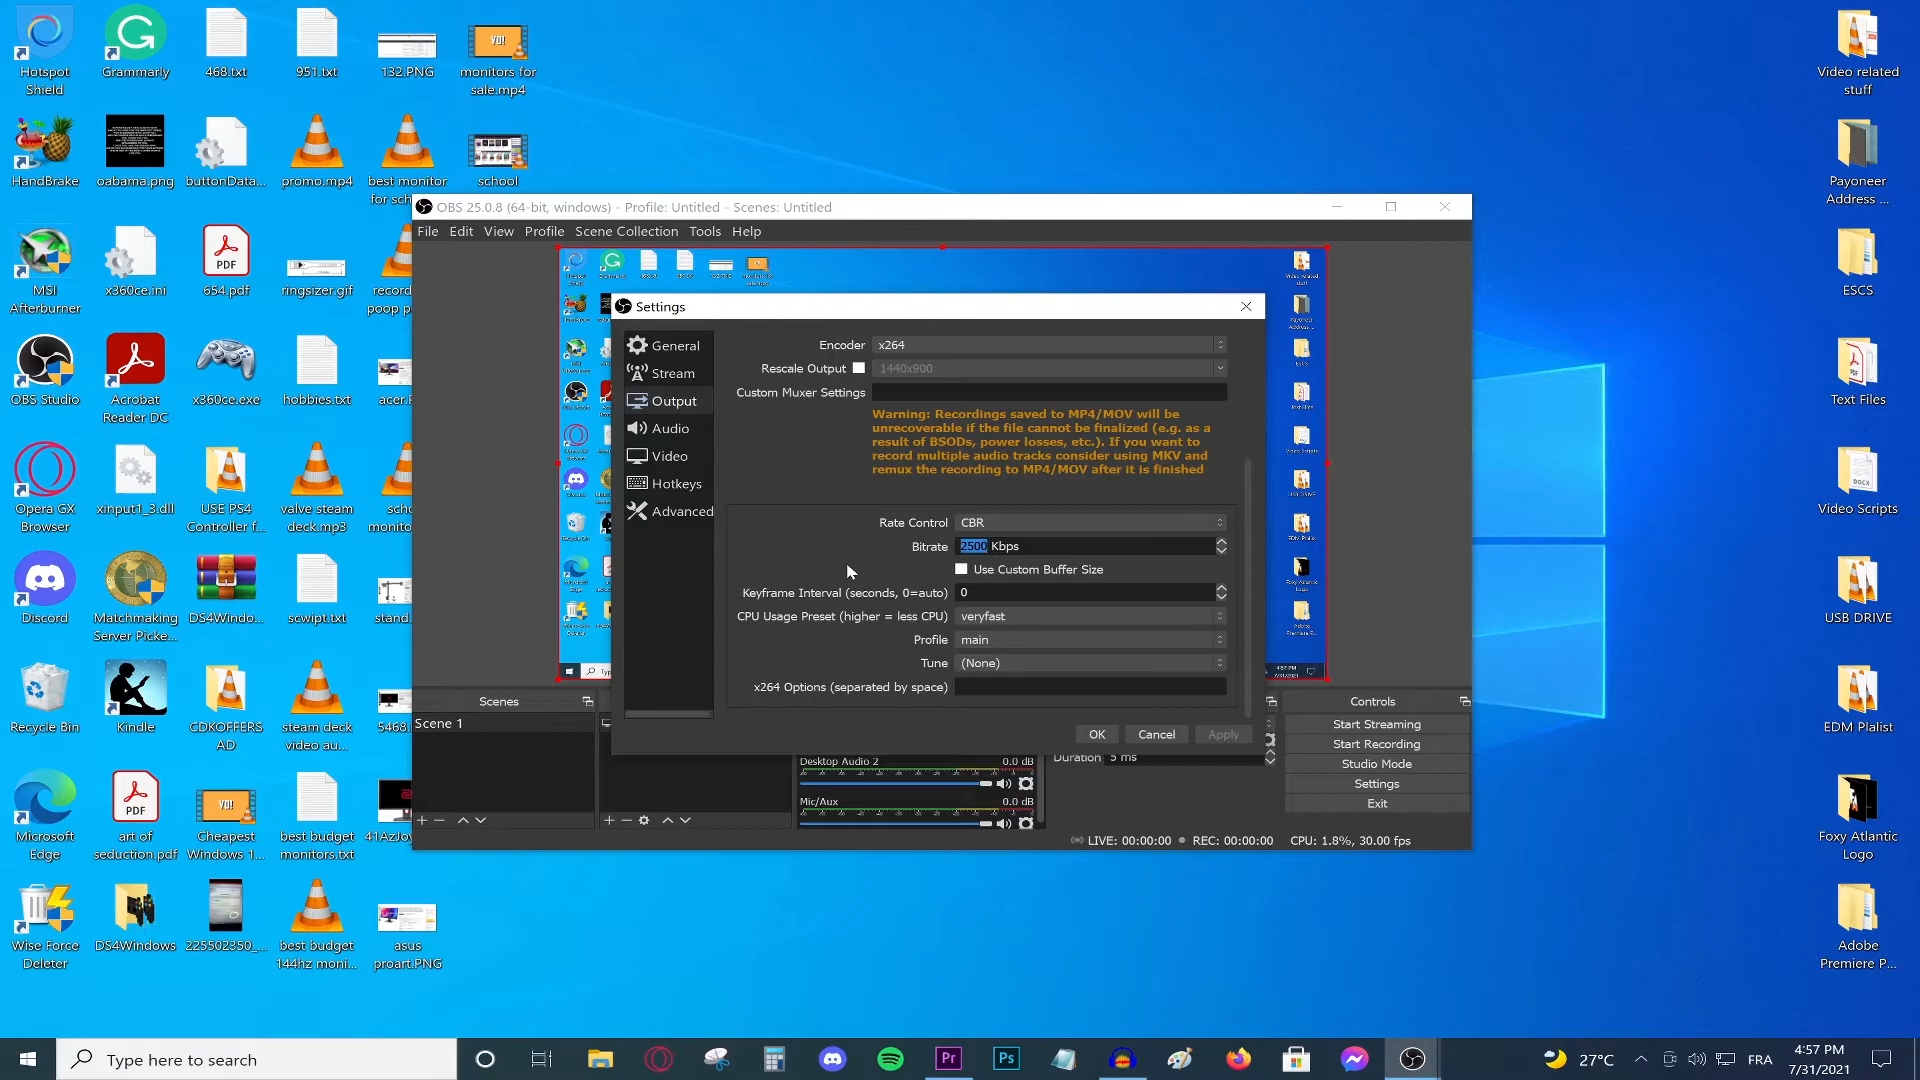 Hotspot
Shield
Grammarly
468.txt
951.txt
132.PNG
monitors for
sale.mp4
Video related
stuff
HandBrake
oabama.png
buttonData...
promo.mp4
best monitor
for sch
school
Payoneer
Address ...
MSI
Afterburner
x360ce.ini
654.pdf
ringsizer.gif
record
poop p
ESCS
OBS Studio
Acrobat
Reader DC
x360ce.exe
hobbies.txt
acer.
Text Files
Opera GX
Browser
xinput1_3.dll
USE PS4
Controller f...
valve steam
deck.mp3
monito
Video Scripts
Discord
Matchmaking
Server Picke...
DS4Windo...
scwipt.txt
stand.
USB DRIVE
Recycle Bin
Kindle
CDKOFFERS
AD
steam deck
video au...
5468.
EDM Plalist
Microsoft
Edge
art of
seduction.pdf
Cheapest
Windows 1...
best budget
monitors.txt
41AzJoy
Foxy Atlantic
Logo
Wise Force
Deleter
DS4Windows
225502350_...
best budget
144hz moni...
asus
proart.PNG
Adobe
Premiere P...
OBS 25.0.8 (64-bit, windows) - Profile: Untitled - Scenes: Untitled
File Edit View Profile Scene Collection Tools Help
Settings
General
Stream
Output
Audio
Video
Hotkeys
Advanced
Encoder x264
Rescale Output 1440x900
Custom Muxer Settings
Warning: Recordings saved to MP4/MOV will be
unrecoverable if the file cannot be finalized (e.g. as a
result of BSODs, power losses, etc.). If you want to
record multiple audio tracks consider using MKV and
remux the recording to MP4/MOV after it is finished
Rate Control CBR
Bitrate 2500 Kbps
Use Custom Buffer Size
Keyframe Interval (seconds, 0=auto) 0
CPU Usage Preset (higher = less CPU) veryfast
Profile main
Tune (None)
x264 Options (separated by space)
OK Cancel Apply
Scenes
Scene 1
Desktop Audio 2 0.0 dB
Mic/Aux 0.0 dB
Duration 5 ms
Controls
Start Streaming
Start Recording
Studio Mode
Settings
Exit
LIVE: 00:00:00 REC: 00:00:00 CPU: 1.8%, 30.00 fps
Type here to search
27°C
FRA
4:57 PM
7/31/2021